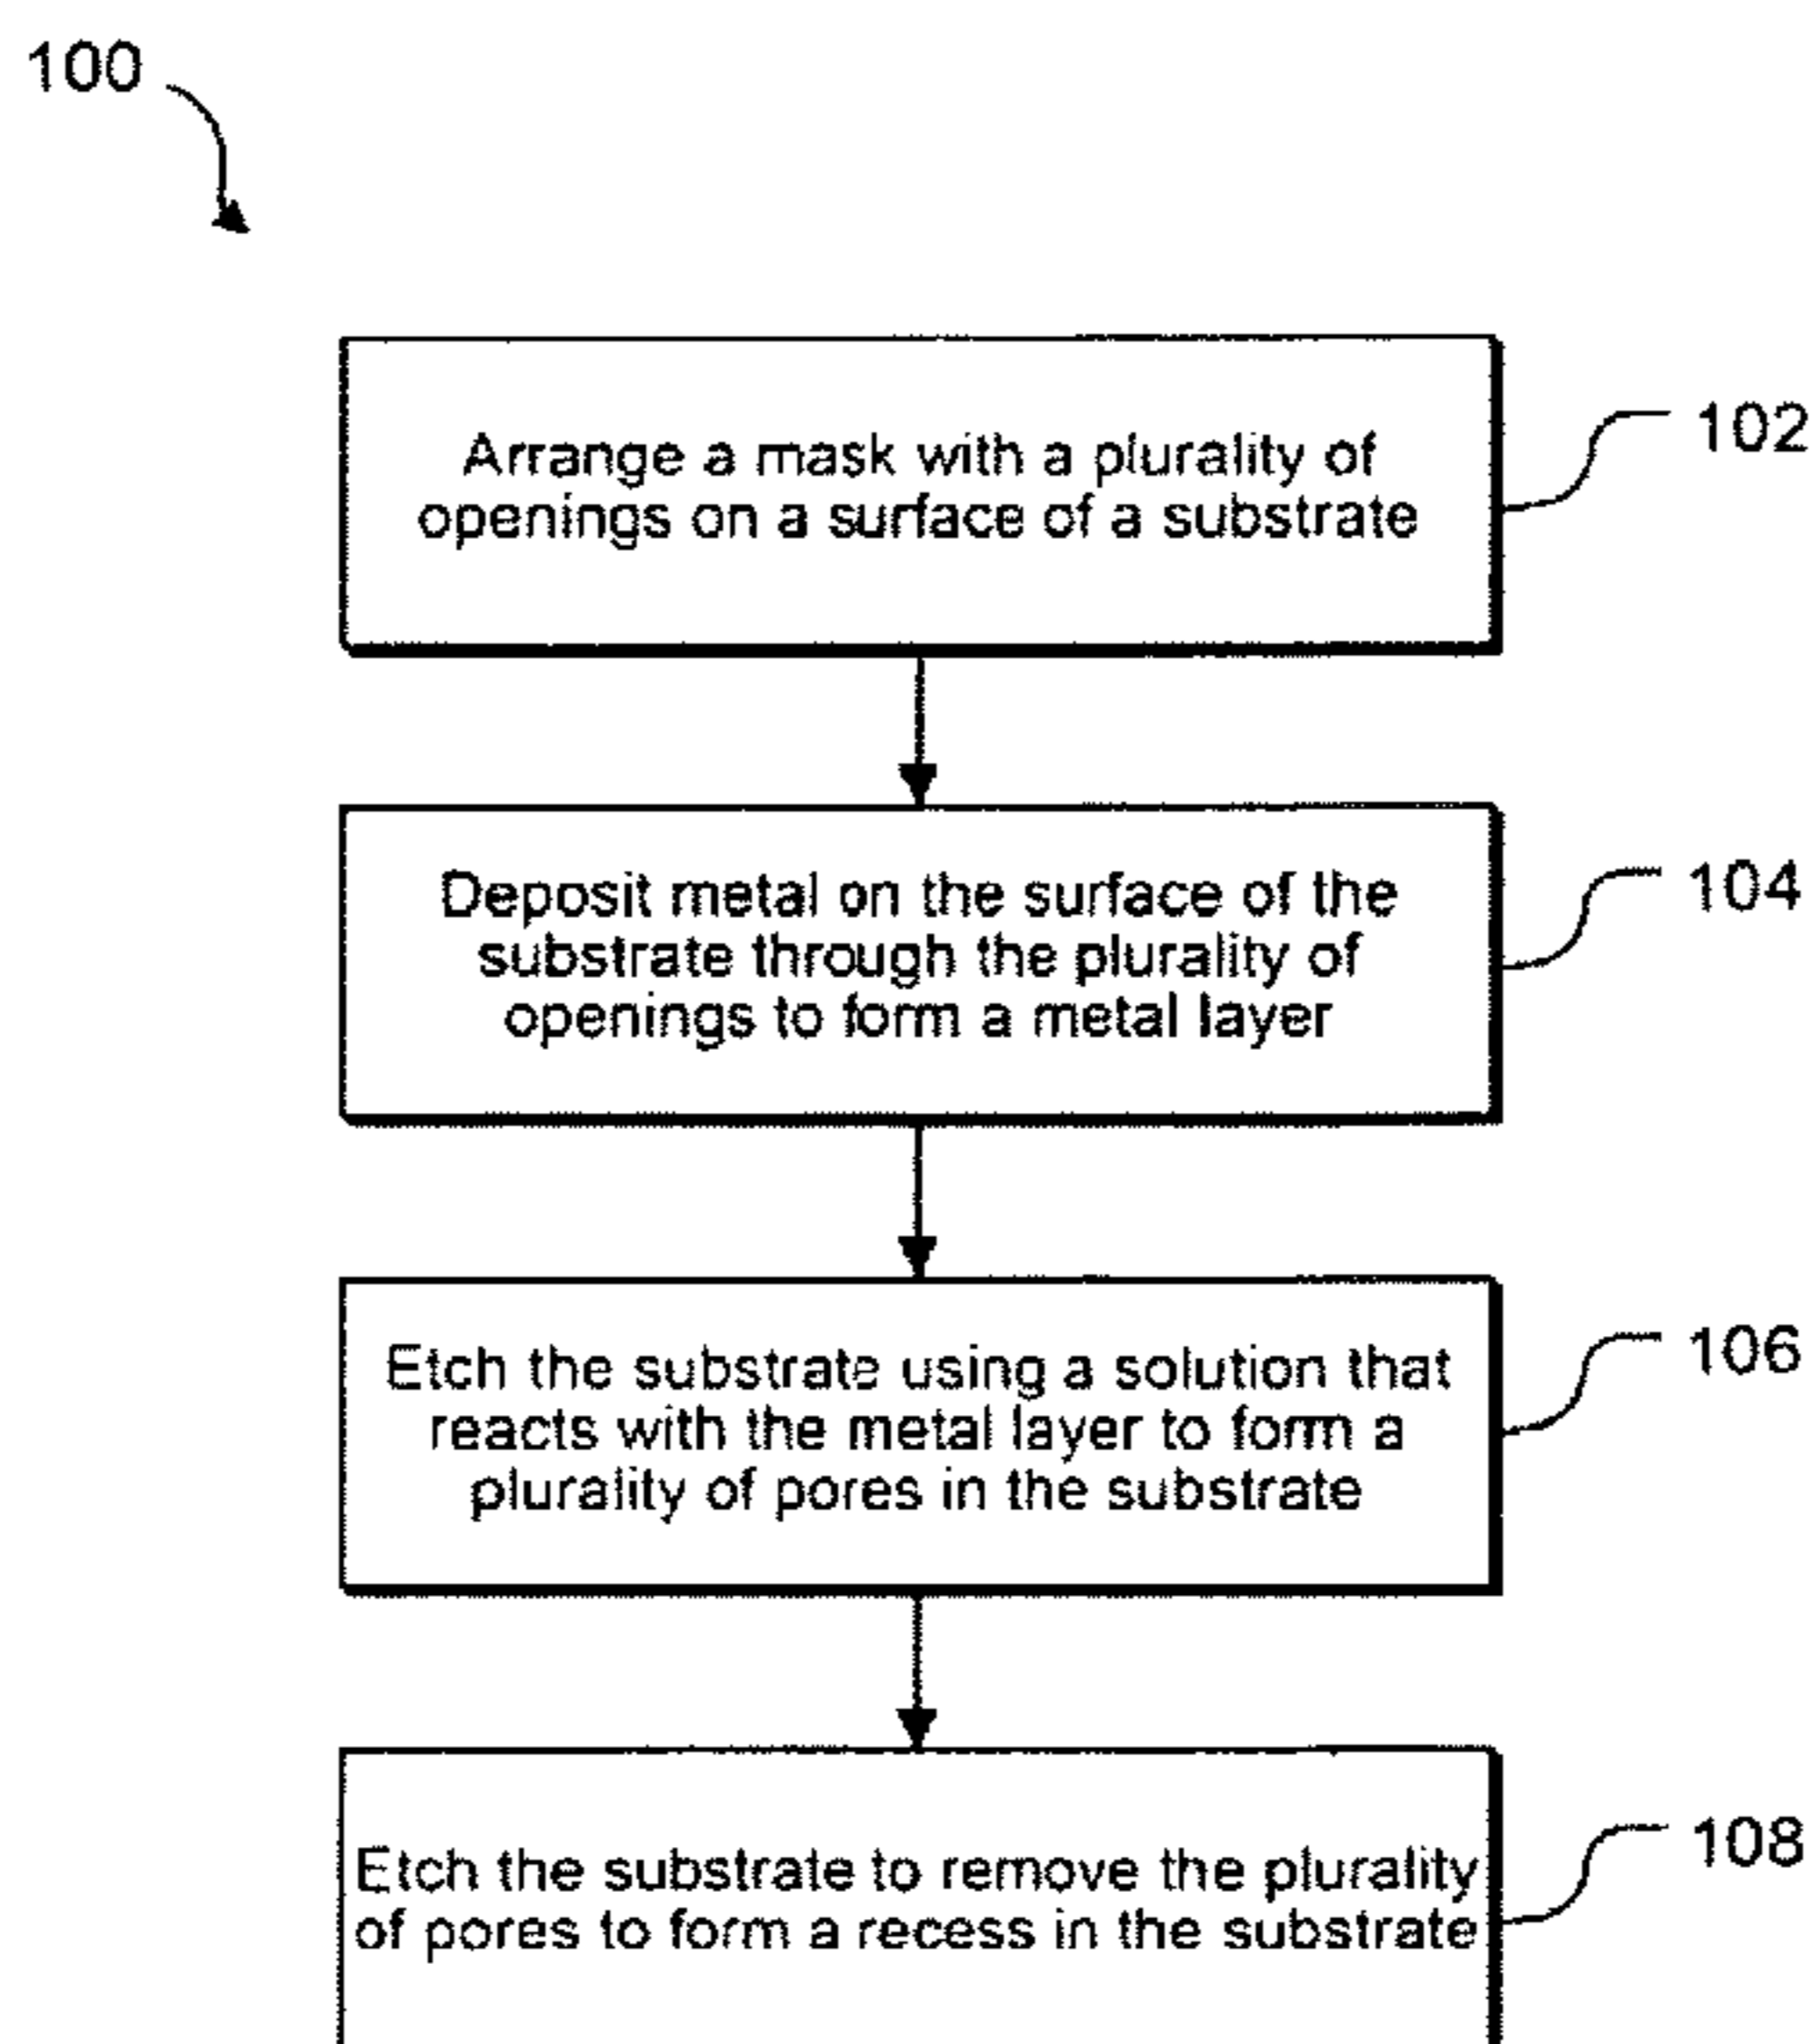 100
Arrange a mask with a plurality of
openings on a surface of a substrate
102
Deposit metal on the surface of the
substrate through the plurality of
openings to form a metal layer
104
Etch the substrate using a solution that
reacts with the metal layer to form a
plurality of pores in the substrate
106
Etch the substrate to remove the plurality
of pores to form a recess in the substrate
108